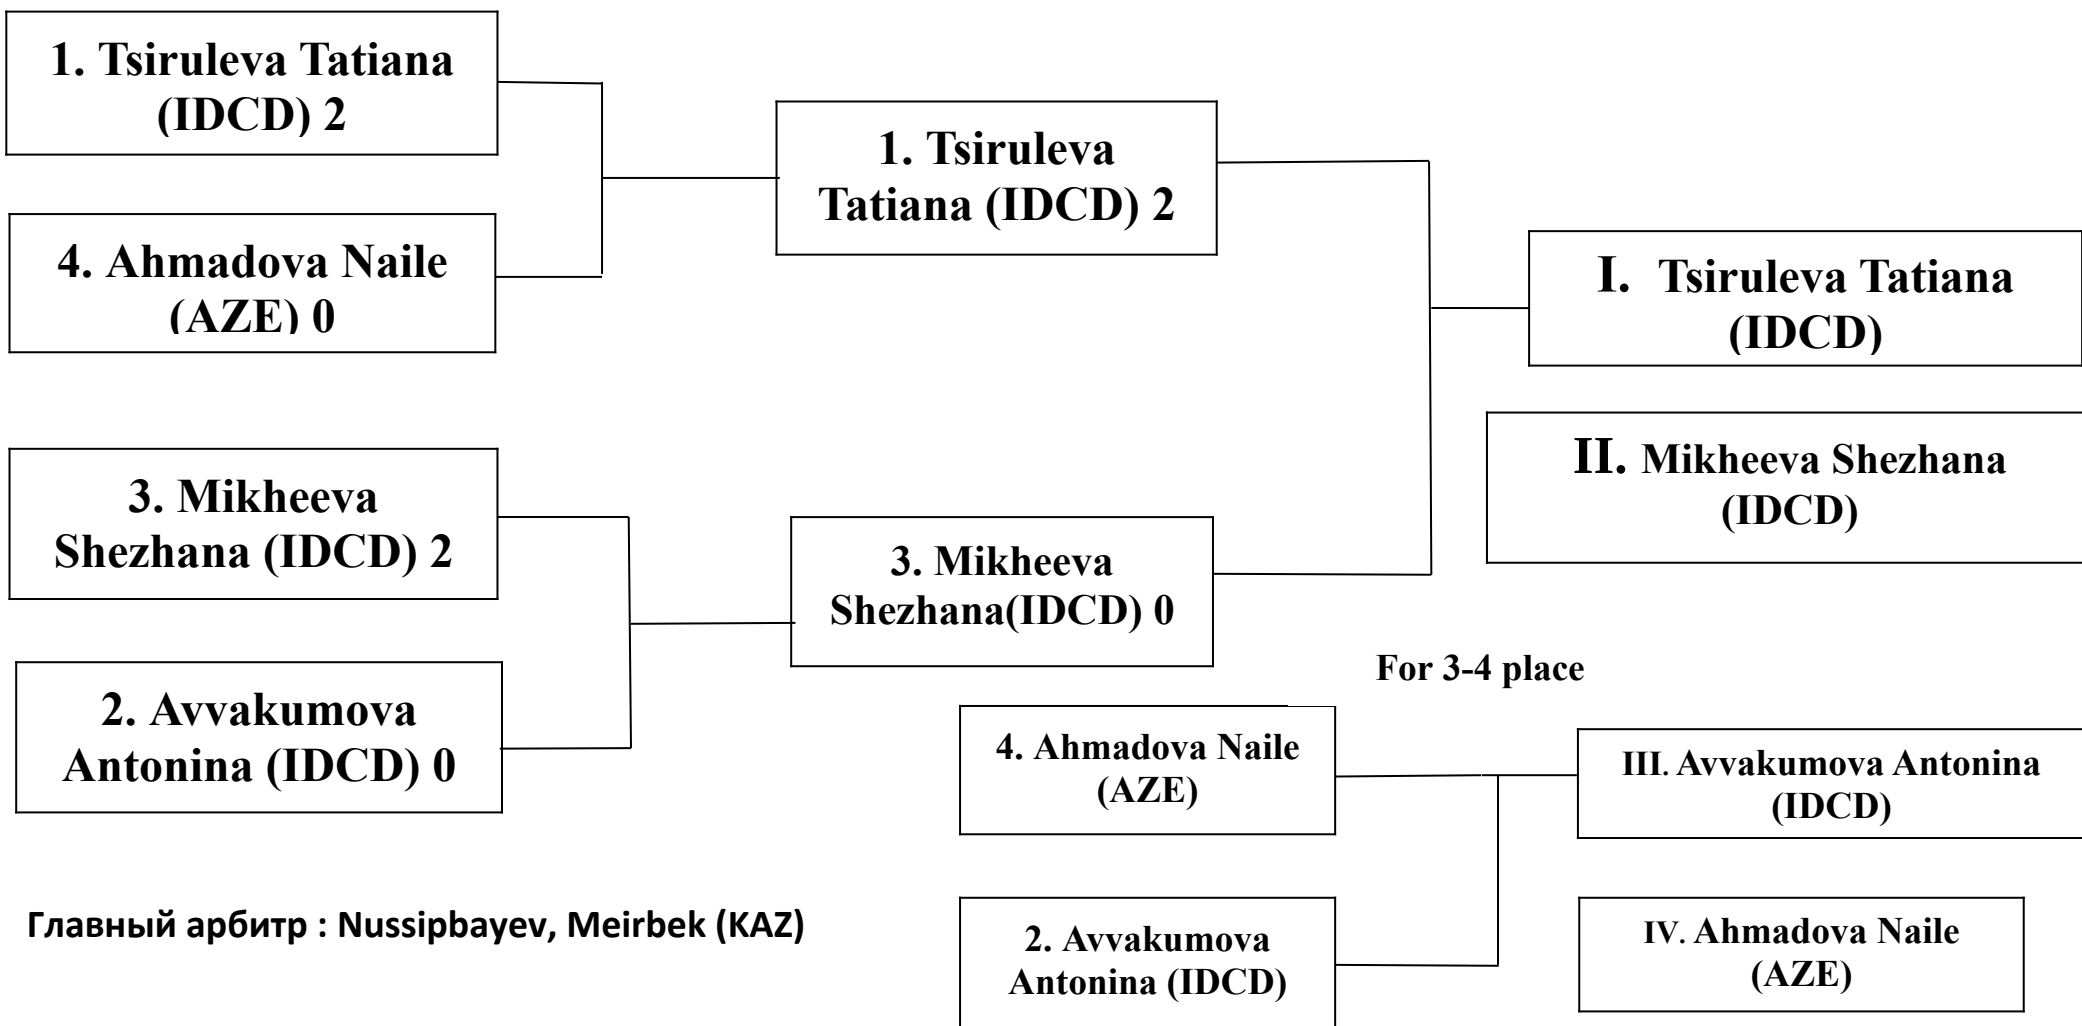 1. Tsiruleva Tatiana
(IDCD) 2
4. Ahmadova Naile
(AZE) 0
3. Mikheeva
Shezhana (IDCD) 2
2. Avvakumova
Antonina (IDCD) 0
1. Tsiruleva
Tatiana (IDCD) 2
3. Mikheeva
Shezhana(IDCD) 0
I. Tsiruleva Tatiana
(IDCD)
II. Mikheeva Shezhana
(IDCD)
For 3-4 place
4. Ahmadova Naile
(AZE)
2. Avvakumova
Antonina (IDCD)
III. Avvakumova Antonina
(IDCD)
IV. Ahmadova Naile
(AZE)
Главный арбитр : Nussipbayev, Meirbek (KAZ)